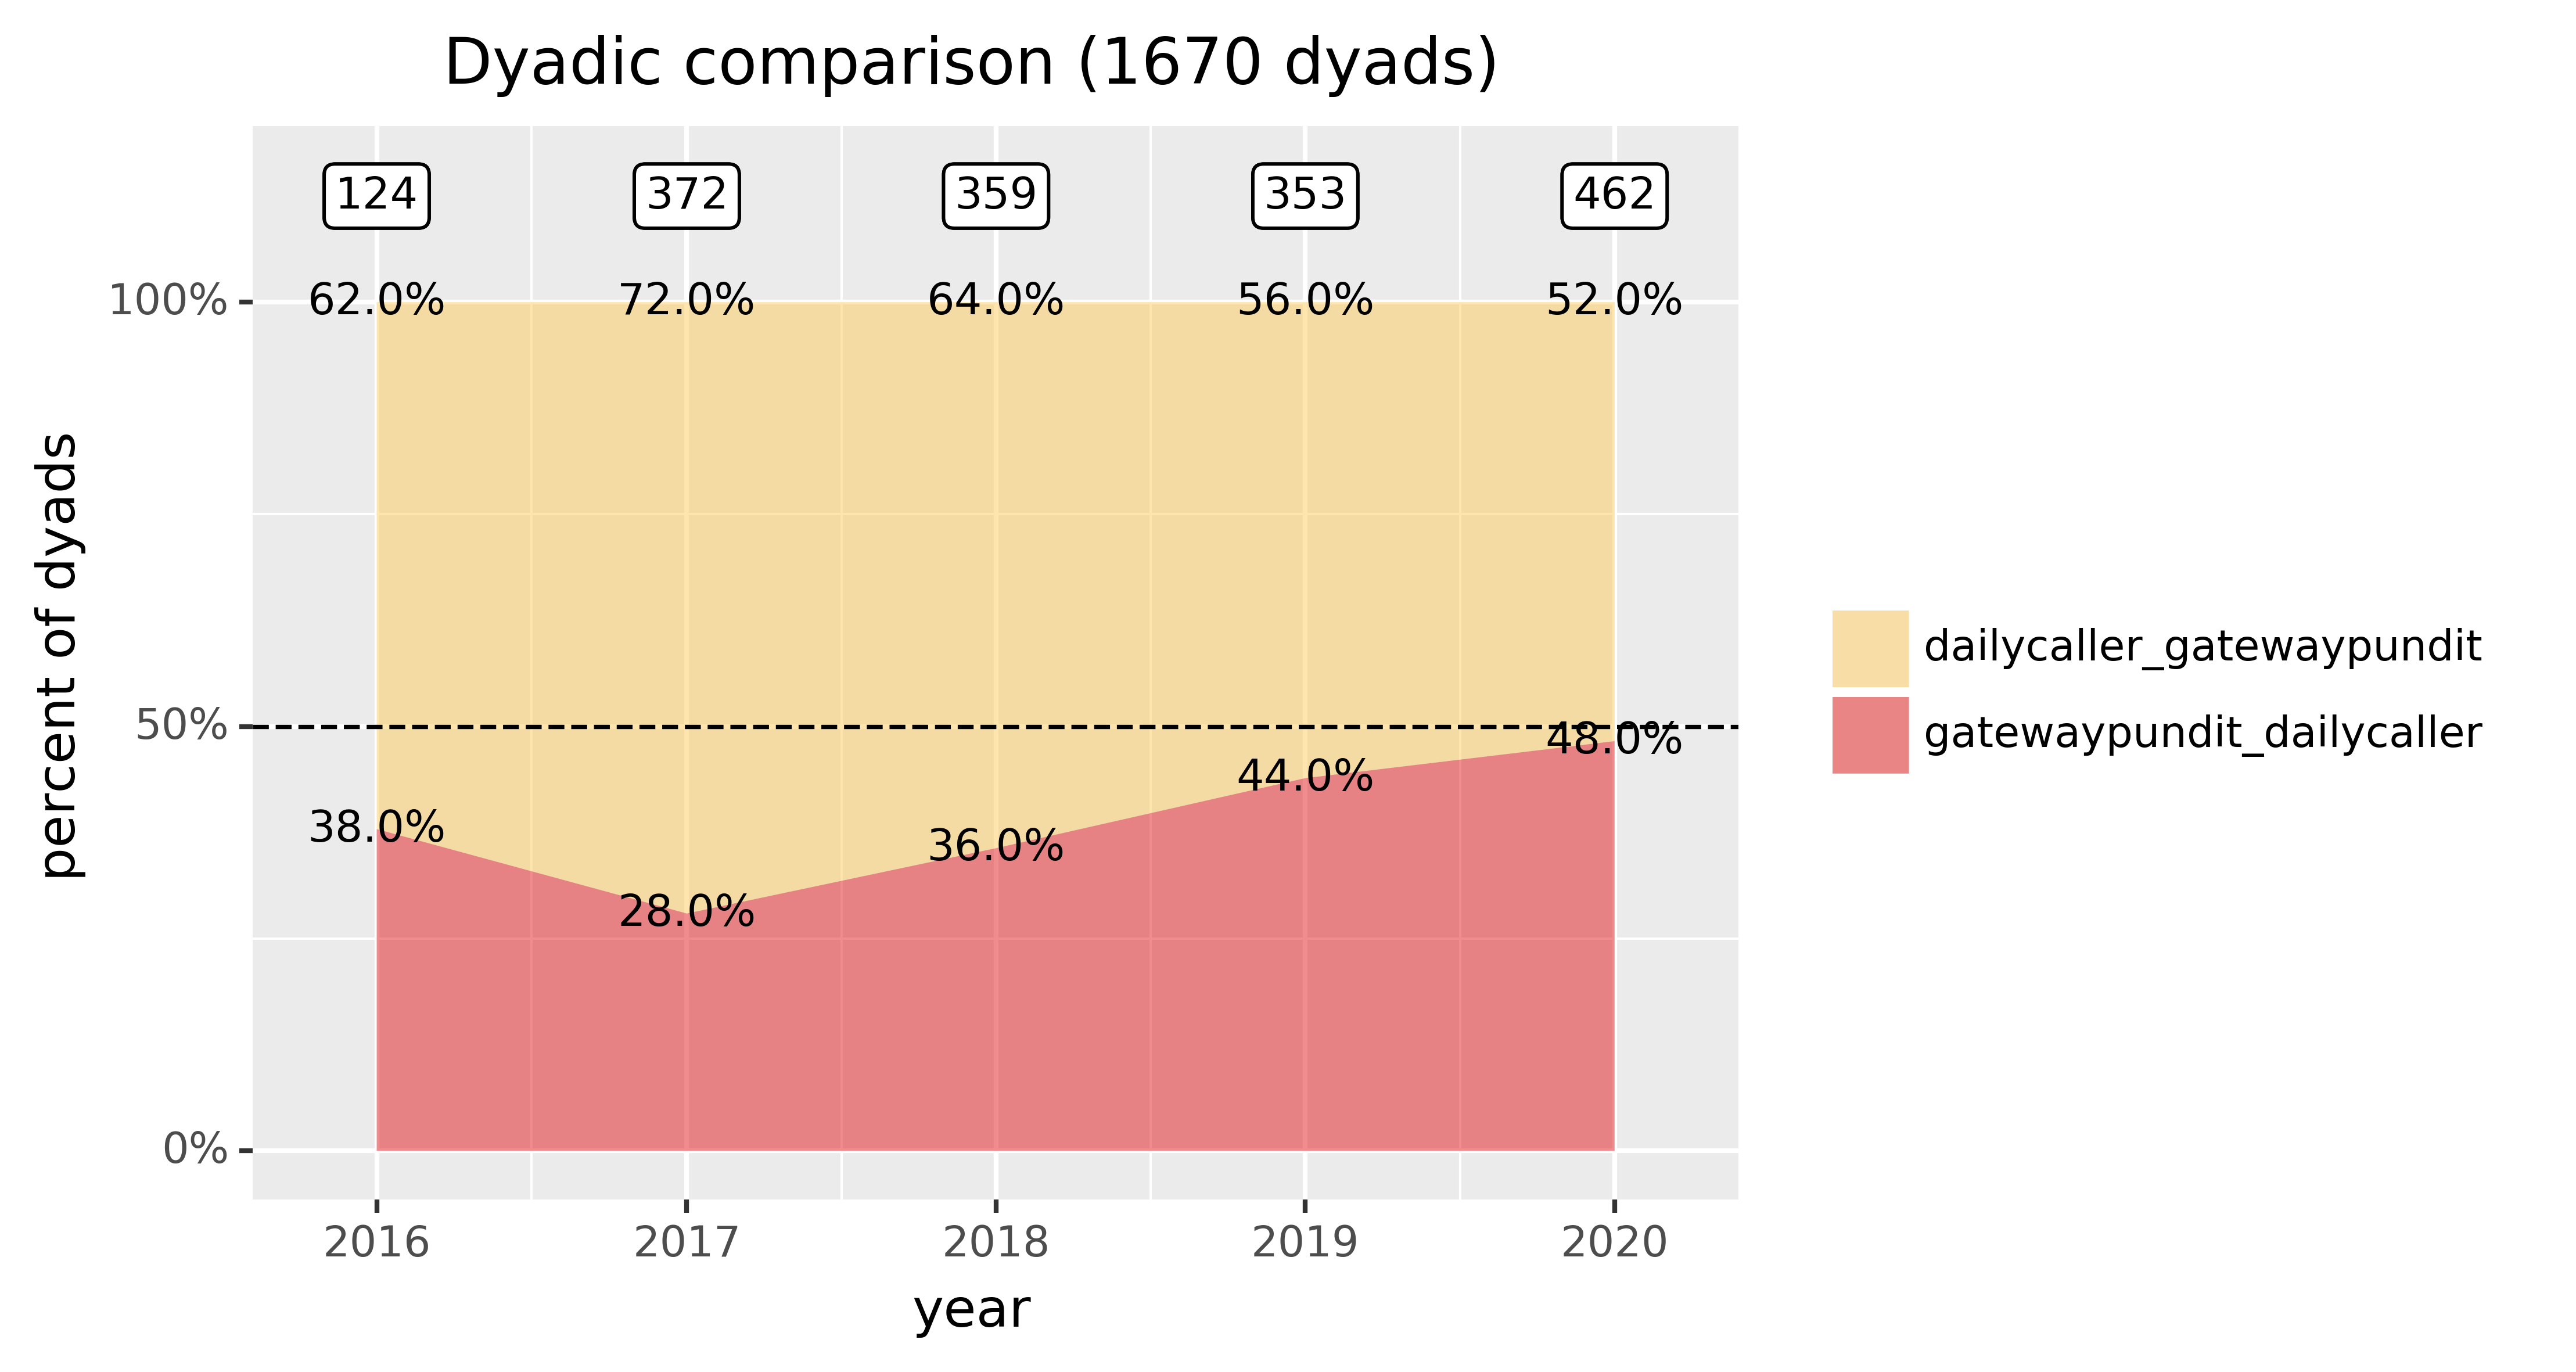 Dyadic comparison (1670 dyads)
124 372 359 353 462
100% 62.0% 72.0% 64.0% 56.0% 52.0%
percent of dyads
dailycaller_gatewaypundit
gatewaypundit_dailycaller
50%
48.0%
44.0%
38.0%
36.0%
28.0%
0%
2016 2017 2018 2019 2020
year